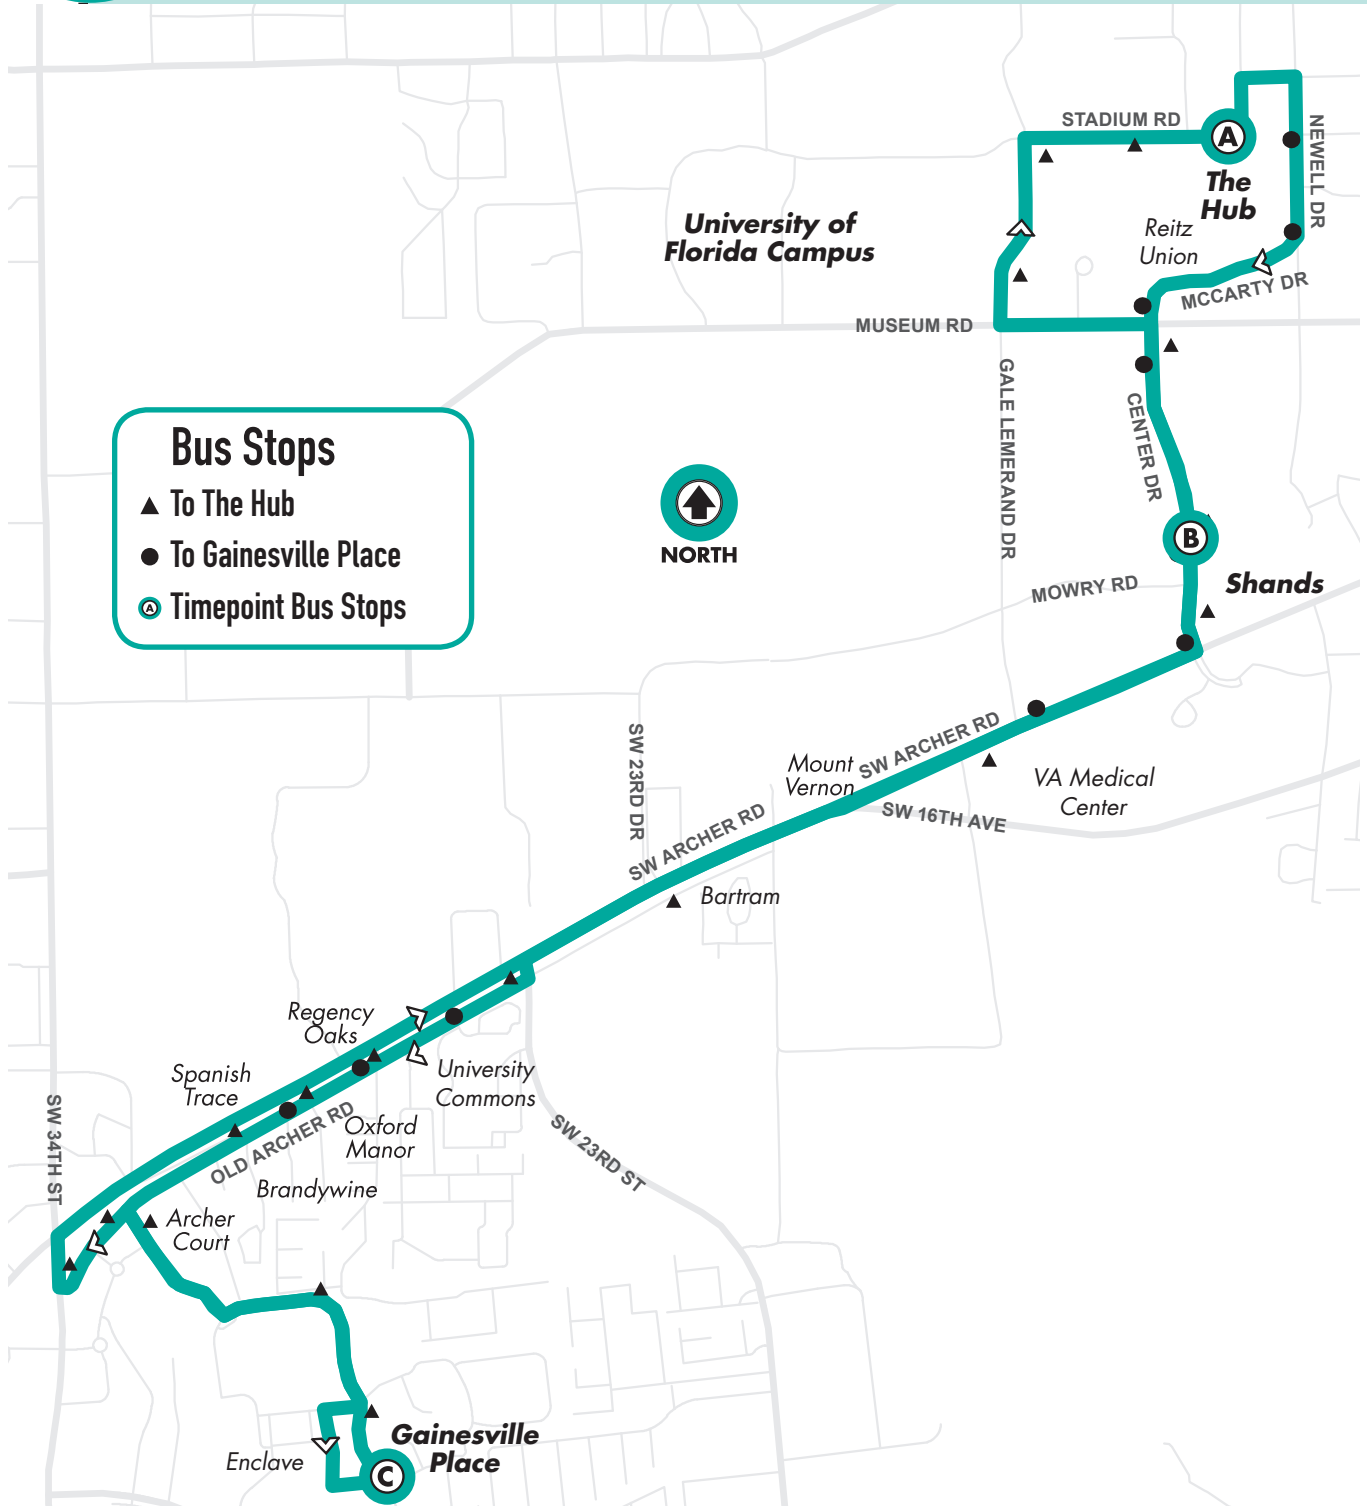 STADIUM RD
A
NEWELL DR
The
Hub
University of
Florida Campus
Reitz
Union
MCCARTY DR
MUSEUM RD
GALE LEMERAND DR
CENTER DR
Bus Stops
To The Hub
To Gainesville Place
A Timepoint Bus Stops
NORTH
B
Shands
MOWRY RD
SW 23RD DR
SW ARCHER RD
Mount
Vernon
VA Medical
Center
SW 16TH AVE
SW ARCHER RD
Bartram
Regency
Oaks
Spanish
Trace
University
Commons
SW 34TH ST
OLD ARCHER RD
Oxford
Manor
SW 23RD ST
Brandywine
Archer
Court
Gainesville
Place
Enclave
C